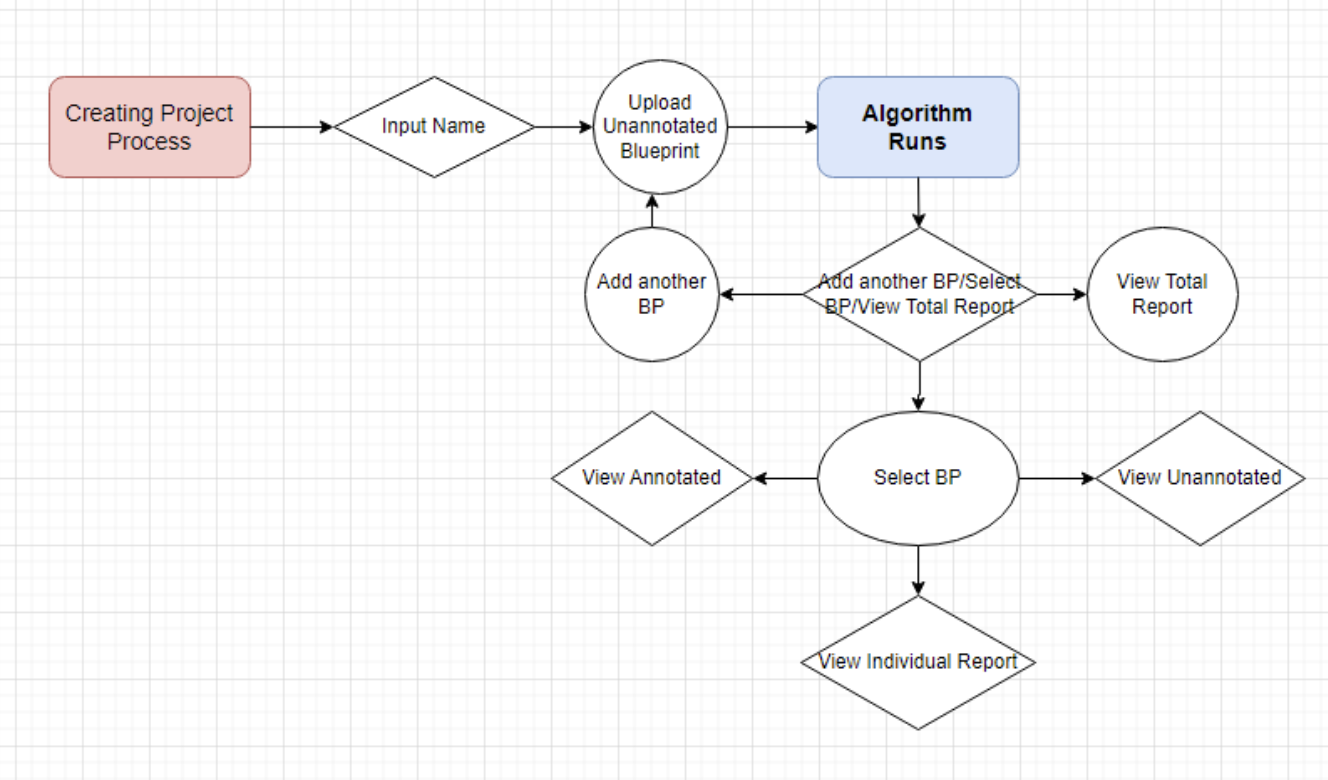 Creating Project
Process
Input Name
Upload
Unannotated
Blueprint
Algorithm
Runs
Add another
BP
Add another BP/Select
BP/View Total Report
View Total
Report
View Annotated
Select BP
View Unannotated
View Individual Report